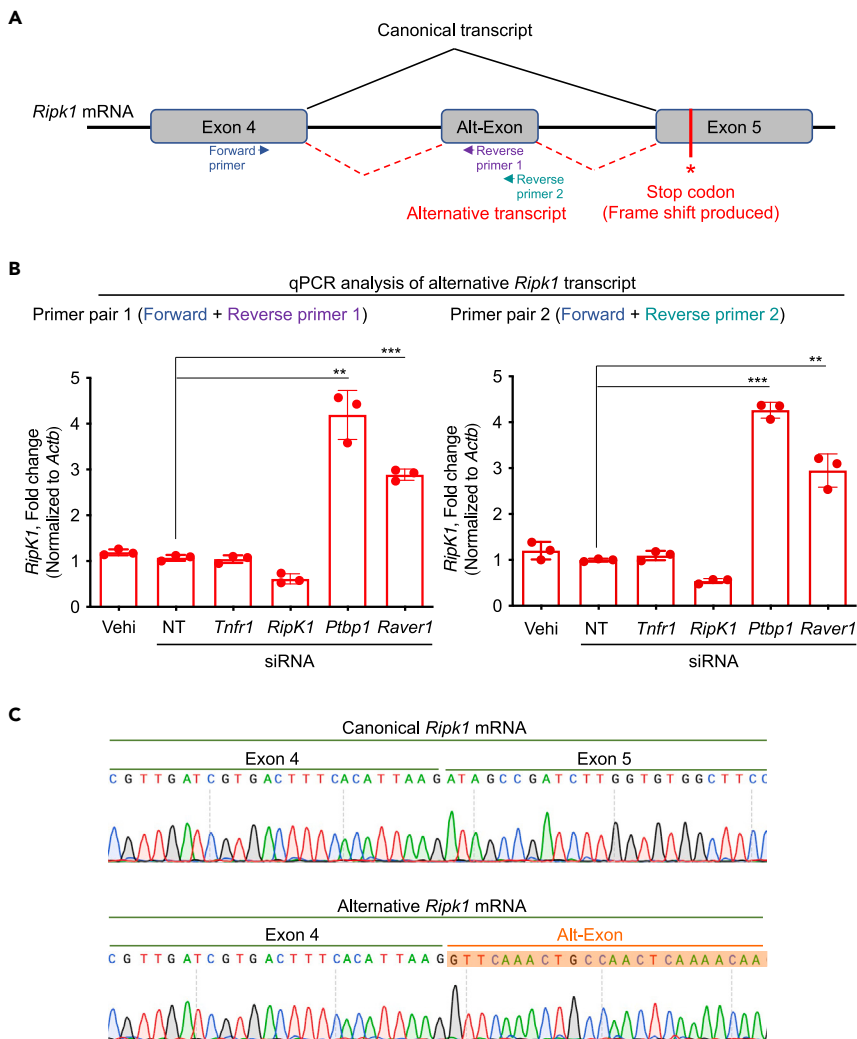 A
Canonical transcript
Ripk1 mRNA
Exon 4
Alt-Exon
Exon 5
Forward
primer
Reverse
primer 1
Reverse
primer 2
*
Alternative transcript
Stop codon
(Frame shift produced)
B
qPCR analysis of alternative Ripk1 transcript
Primer pair 1 (Forward + Reverse primer 1)
RipK1, Fold change
(Normalized to Actb)
5
4
3
2
1
0
***
**
Vehi NT Tnfr1 RipK1 Ptbp1 Raver1
siRNA
Primer pair 2 (Forward + Reverse primer 2)
RipK1, Fold change
(Normalized to Actb)
5
4
3
2
1
0
**
***
Vehi NT Tnfr1 RipK1 Ptbp1 Raver1
siRNA
C
Canonical Ripk1 mRNA
Exon 4 Exon 5
CGTTGATCGTGACTTTCACATTAAGATAGCCGATCTTGGTGTGGCTTCC
Alternative Ripk1 mRNA
Exon 4 Alt-Exon
CGTTGATCGTGACTTTCACATTAAGGTTCAAACTGCCAACTCAAAACAA